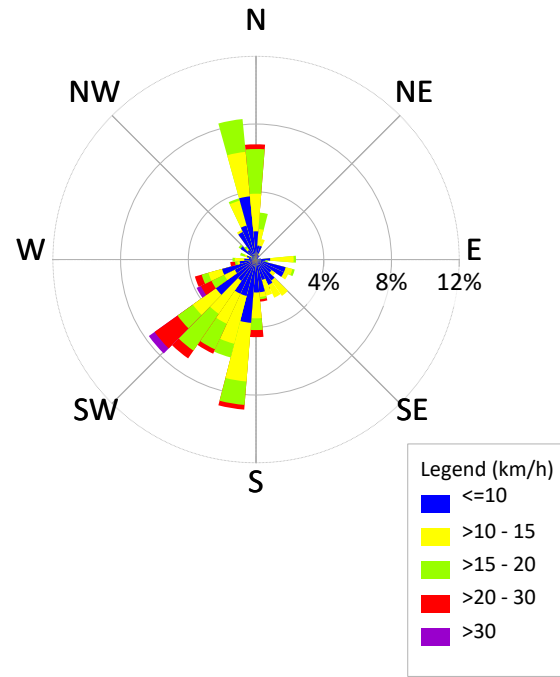 N
NW
NE
W
E
4%
8%
12%
SW
SE
S
Legend (km/h)
<=10
>10 - 15
>15 - 20
>20 - 30
>30